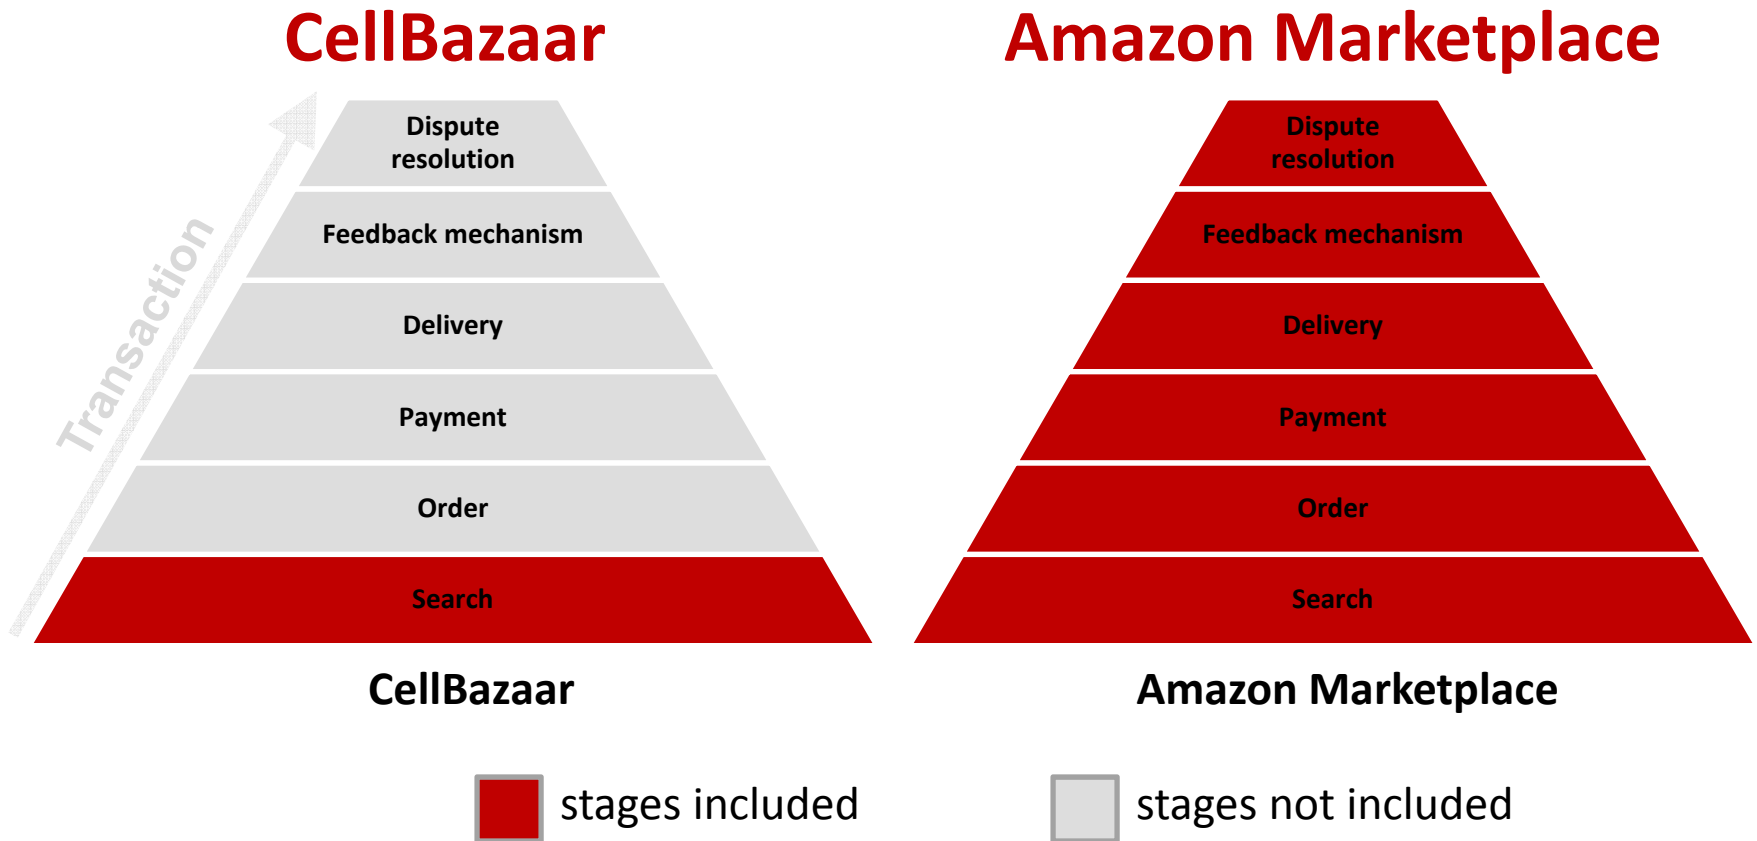 CellBazaar
Amazon Marketplace
Transaction
Dispute
resolution
Feedback mechanism
Delivery
Payment
Order
Search
CellBazaar
Dispute
resolution
Feedback mechanism
Delivery
Payment
Order
Search
Amazon Marketplace
stages included
stages not included